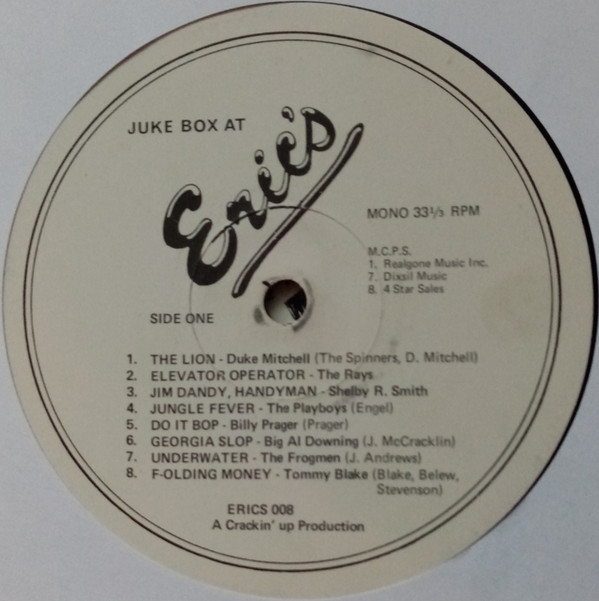 JUKE BOX AT
Eric's
MONO 33⅓ RPM
M.C.P.S.
1. Realgone Music Inc.
7. Dixsil Music
8. 4 Star Sales
SIDE ONE
1. THE LION - Duke Mitchell (The Spinners, D. Mitchell)
2. ELEVATOR OPERATOR - The Rays
3. JIM DANDY, HANDYMAN - Shelby R. Smith
4. JUNGLE FEVER - The Playboys (Engel)
5. DO IT BOP - Billy Prager (Prager)
6. GEORGIA SLOP - Big Al Downing (J. McCracklin)
7. UNDERWATER - The Frogmen (J. Andrews)
8. F-OLDING MONEY - Tommy Blake (Blake, Belew,
Stevenson)
ERICS 008
A Crackin' up Production